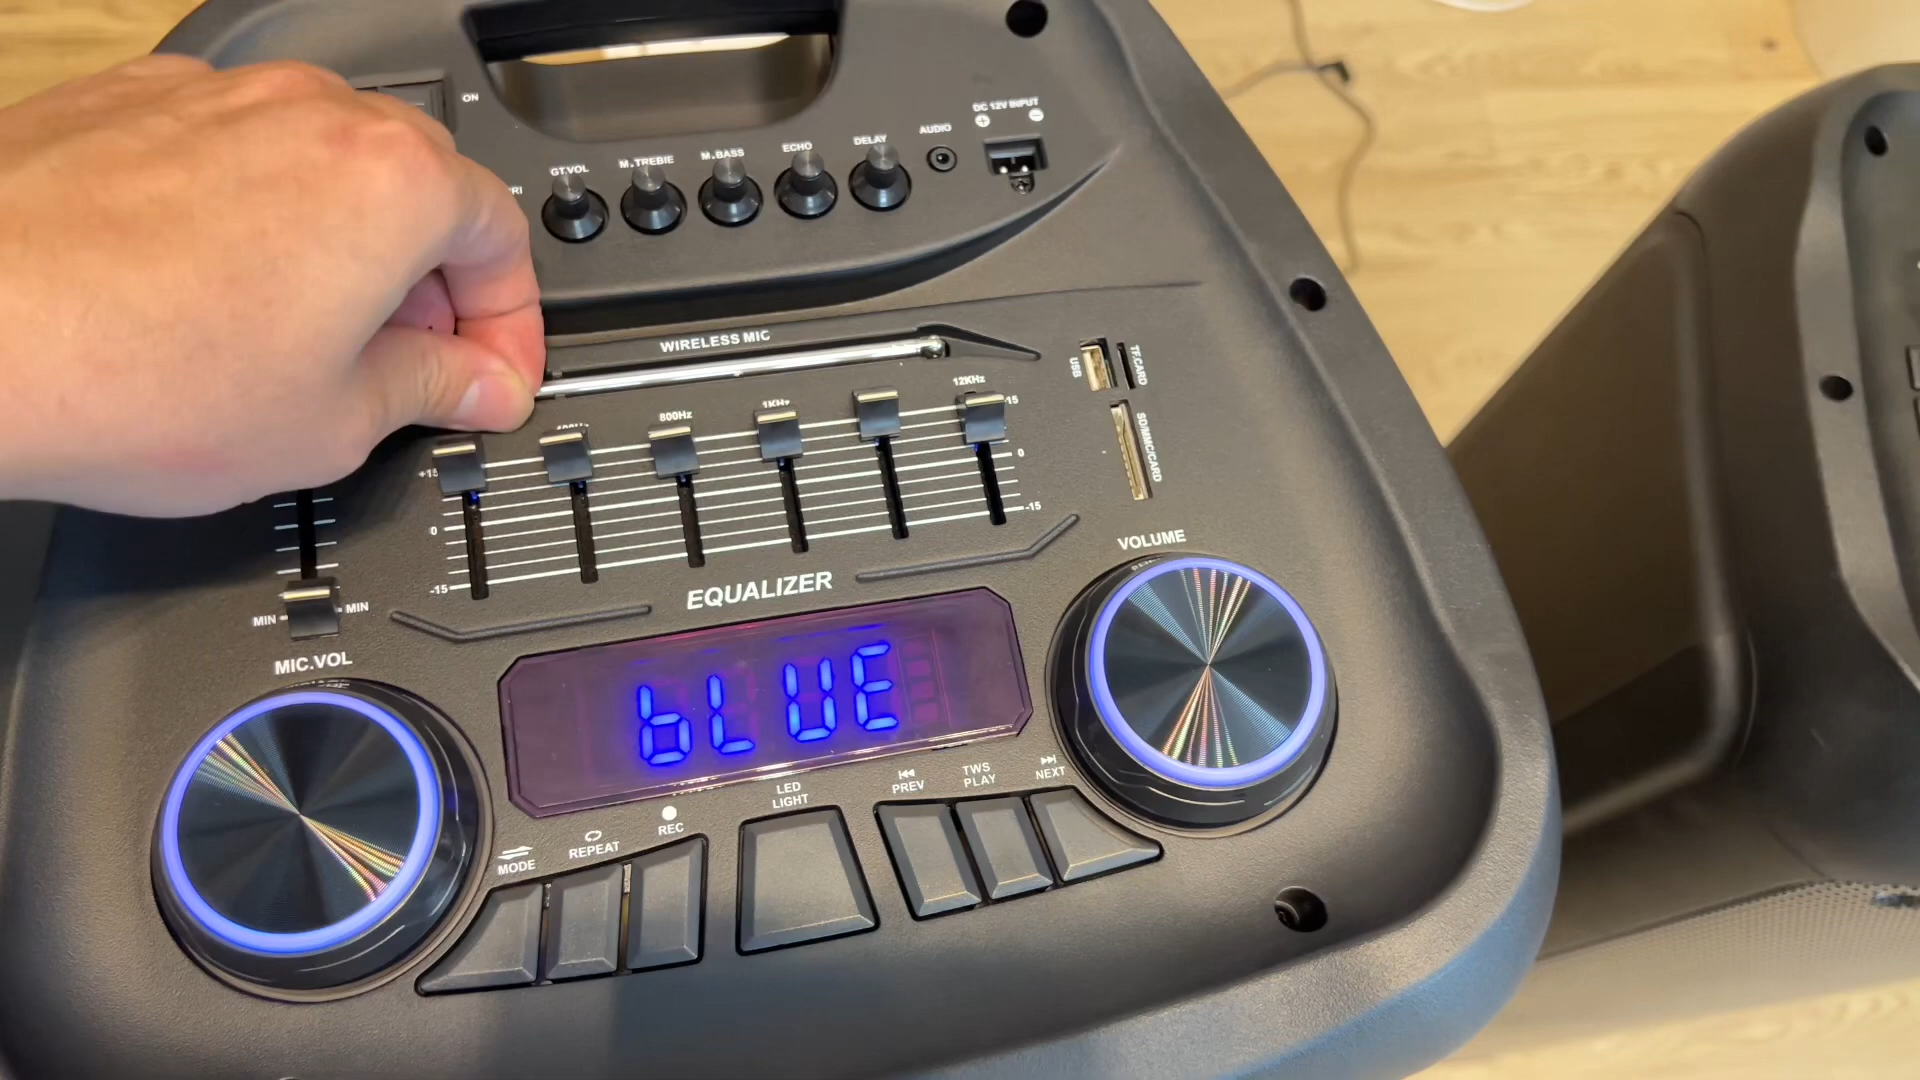 ON
DC 12V INPUT
AUDIO
DELAY
ECHO
M.BASS
M.TREBIE
GT.VOL
RI
WIRELESS MIC
USB
TF.CARD
SD/MMC/CARD
800Hz
1KHz
12KHz
+15
0
-15
15
0
-15
EQUALIZER
VOLUME
MIN
MIN
MIC.VOL
bLUE
LED
LIGHT
PREV
TWS
PLAY
NEXT
MODE
REPEAT
REC